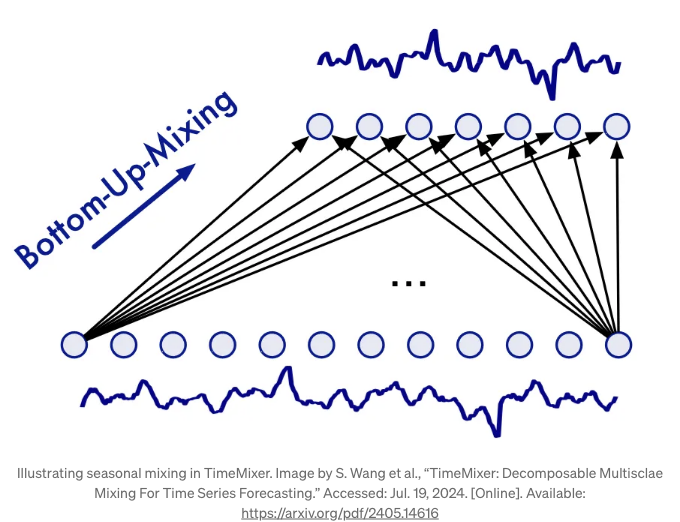 Bottom-Up-Mixing
...
Illustrating seasonal mixing in TimeMixer. Image by S. Wang et al., “TimeMixer: Decomposable Multisclae
Mixing For Time Series Forecasting.” Accessed: Jul. 19, 2024. [Online]. Available:
https://arxiv.org/pdf/2405.14616